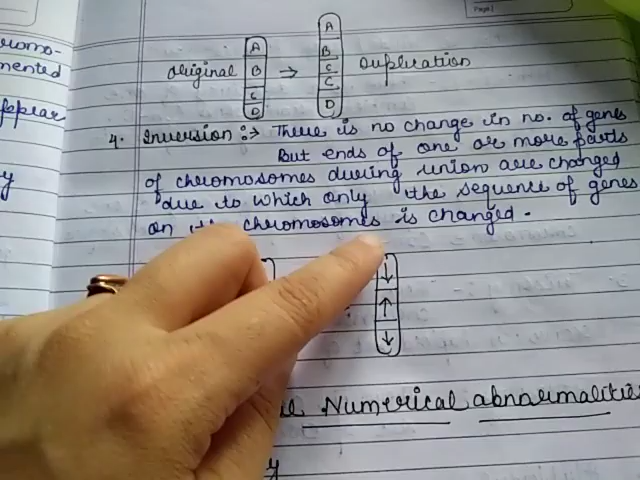 Page:
A
A
B
original B → C duplication
C
C
D
D
4. Inversion :→ There is no change in no. of genes
But ends of one or more parts
of chromosomes during union are changed
due to which only the sequence of genes
on chromosomes is changed.
↓
↑
↓
Numerical abnormalities
omo-
mented
ppear
y
y